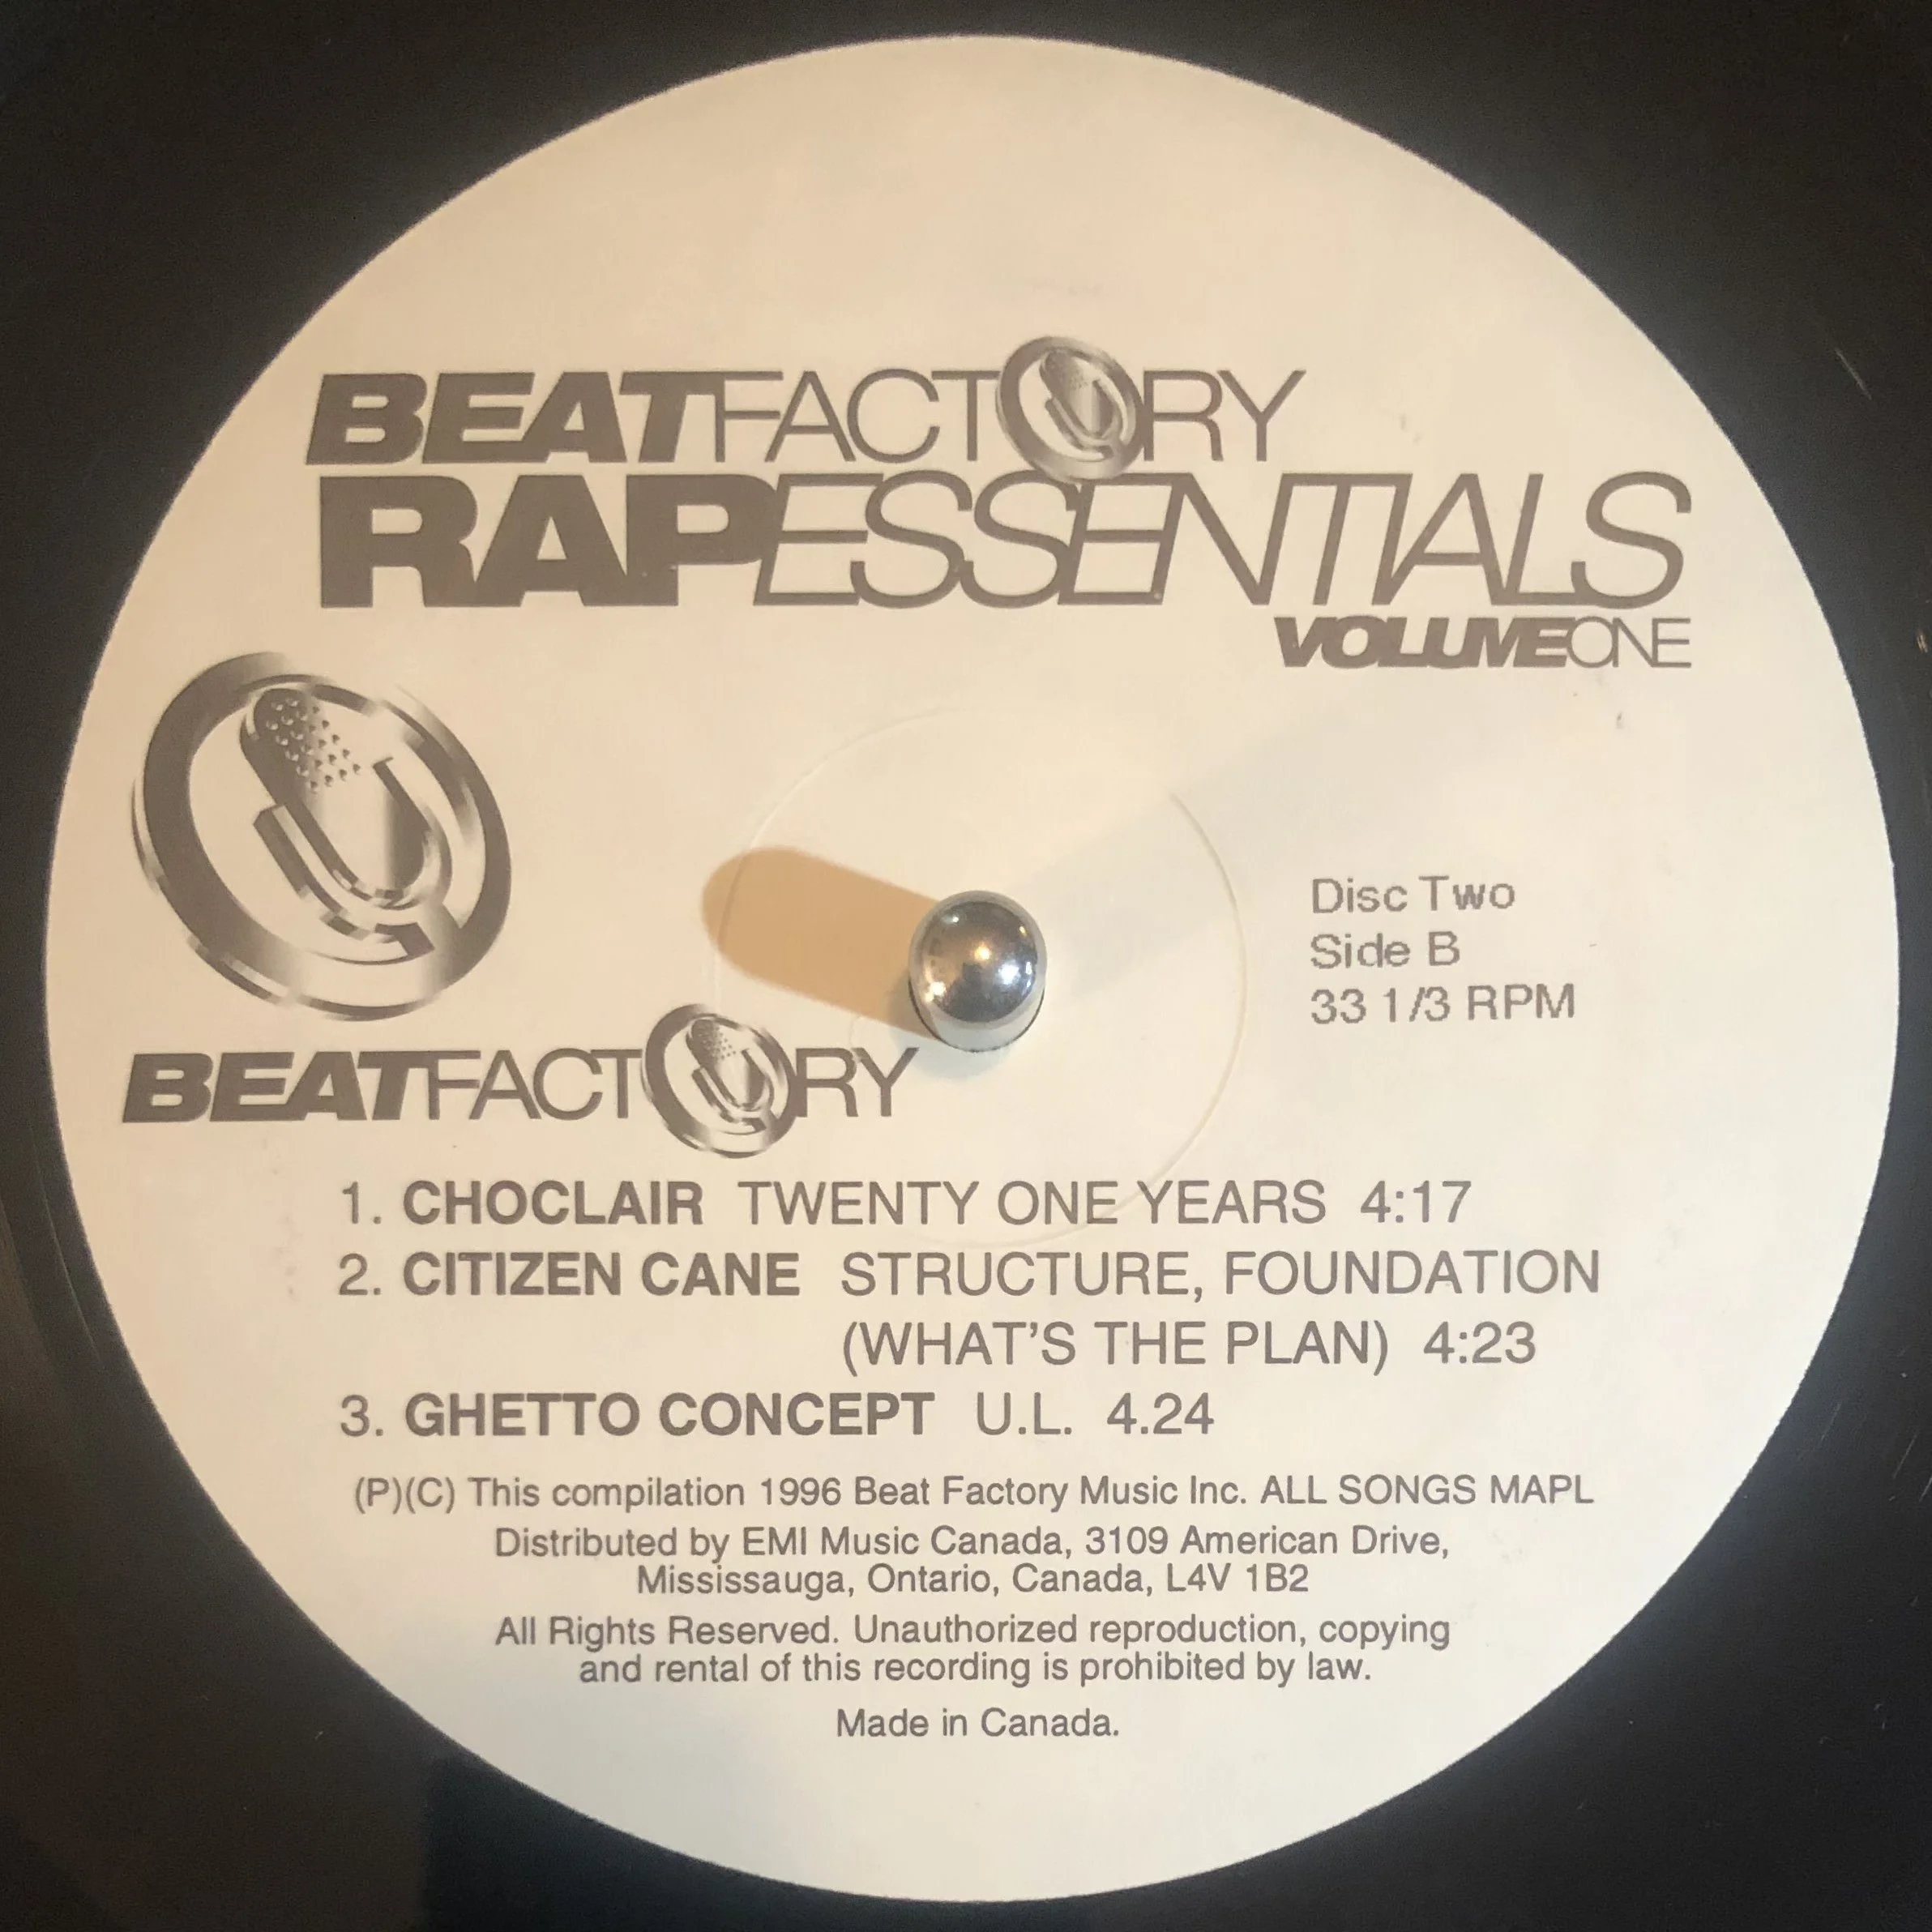 BEATFACTORY
RAPESSENTIALS
VOLUMEONE
Disc Two
Side B
33 1/3 RPM
BEATFACTORY
1. CHOCLAIR TWENTY ONE YEARS 4:17
2. CITIZEN CANE STRUCTURE, FOUNDATION
(WHAT'S THE PLAN) 4:23
3. GHETTO CONCEPT U.L. 4.24
(P)(C) This compilation 1996 Beat Factory Music Inc. ALL SONGS MAPL
Distributed by EMI Music Canada, 3109 American Drive,
Mississauga, Ontario, Canada, L4V 1B2
All Rights Reserved. Unauthorized reproduction, copying
and rental of this recording is prohibited by law.
Made in Canada.